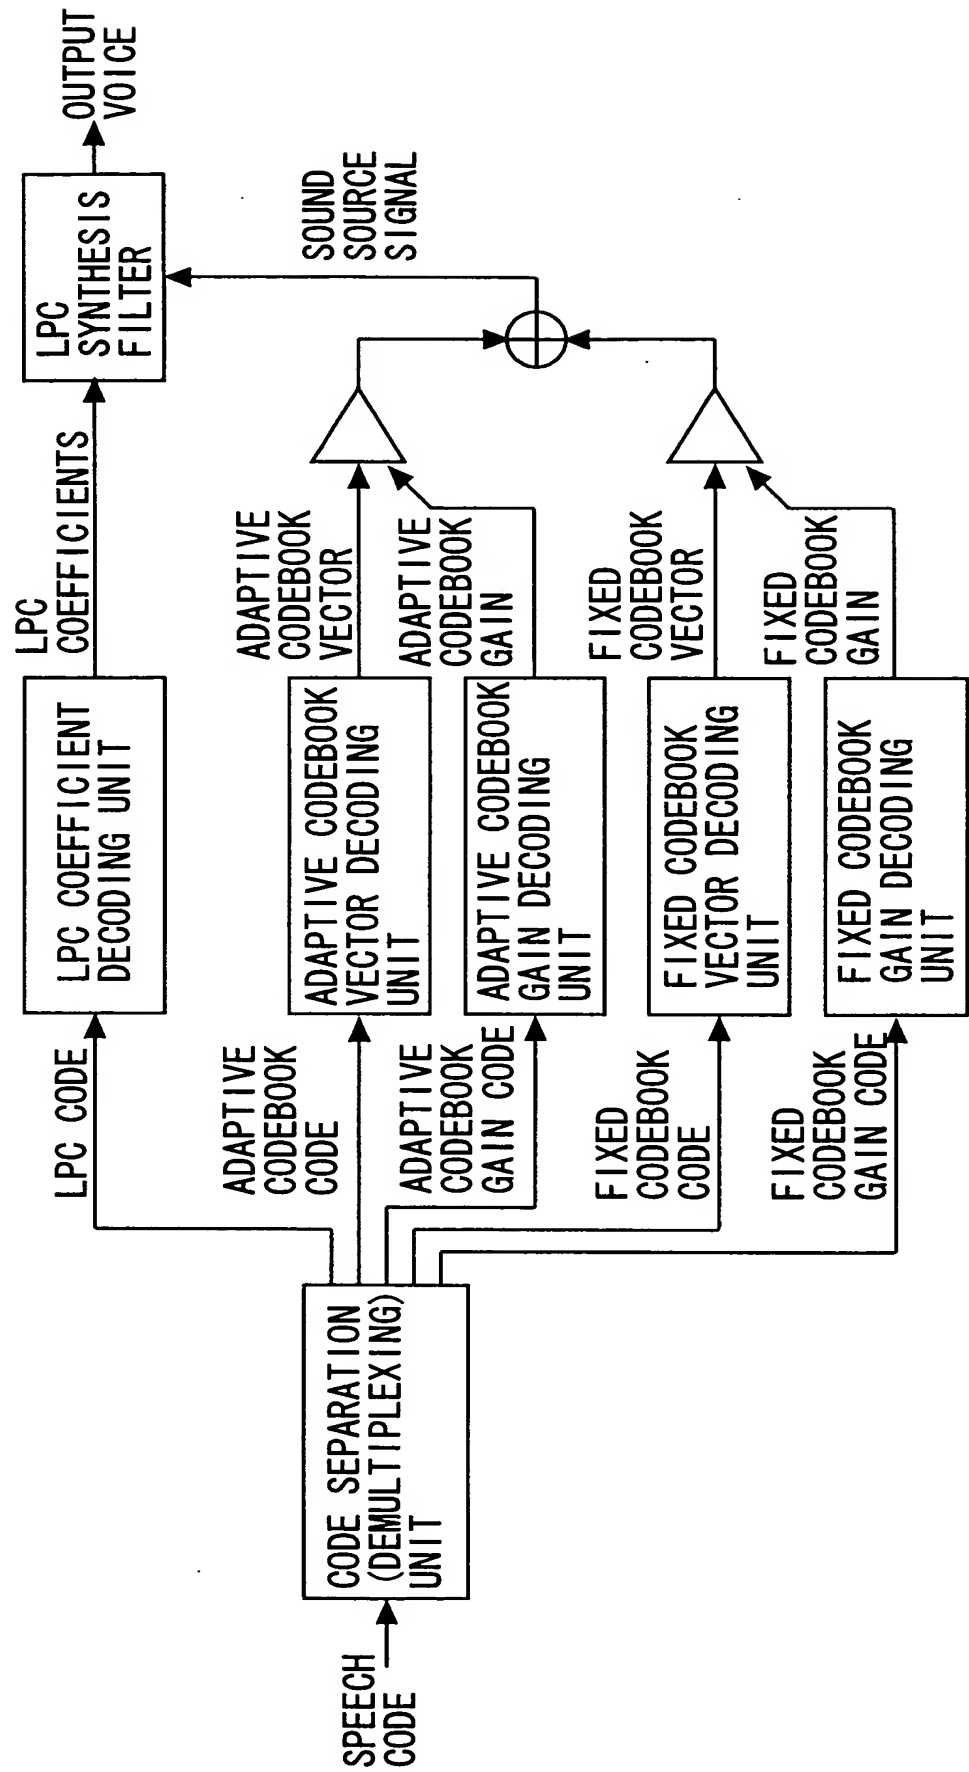 SPEECH
CODE
CODE SEPARATION
(DEMULTIPLEXING)
UNIT
LPC CODE
ADAPTIVE
CODEBOOK
CODE
ADAPTIVE
CODEBOOK
GAIN CODE
FIXED
CODEBOOK
CODE
FIXED
CODEBOOK
GAIN CODE
LPC COEFFICIENT
DECODING UNIT
ADAPTIVE CODEBOOK
VECTOR DECODING
UNIT
ADAPTIVE CODEBOOK
GAIN DECODING
UNIT
FIXED CODEBOOK
VECTOR DECODING
UNIT
FIXED CODEBOOK
GAIN DECODING
UNIT
LPC
COEFFICIENTS
ADAPTIVE
CODEBOOK
VECTOR
ADAPTIVE
CODEBOOK
GAIN
FIXED
CODEBOOK
VECTOR
FIXED
CODEBOOK
GAIN
LPC
SYNTHESIS
FILTER
SOUND
SOURCE
SIGNAL
OUTPUT
VOICE